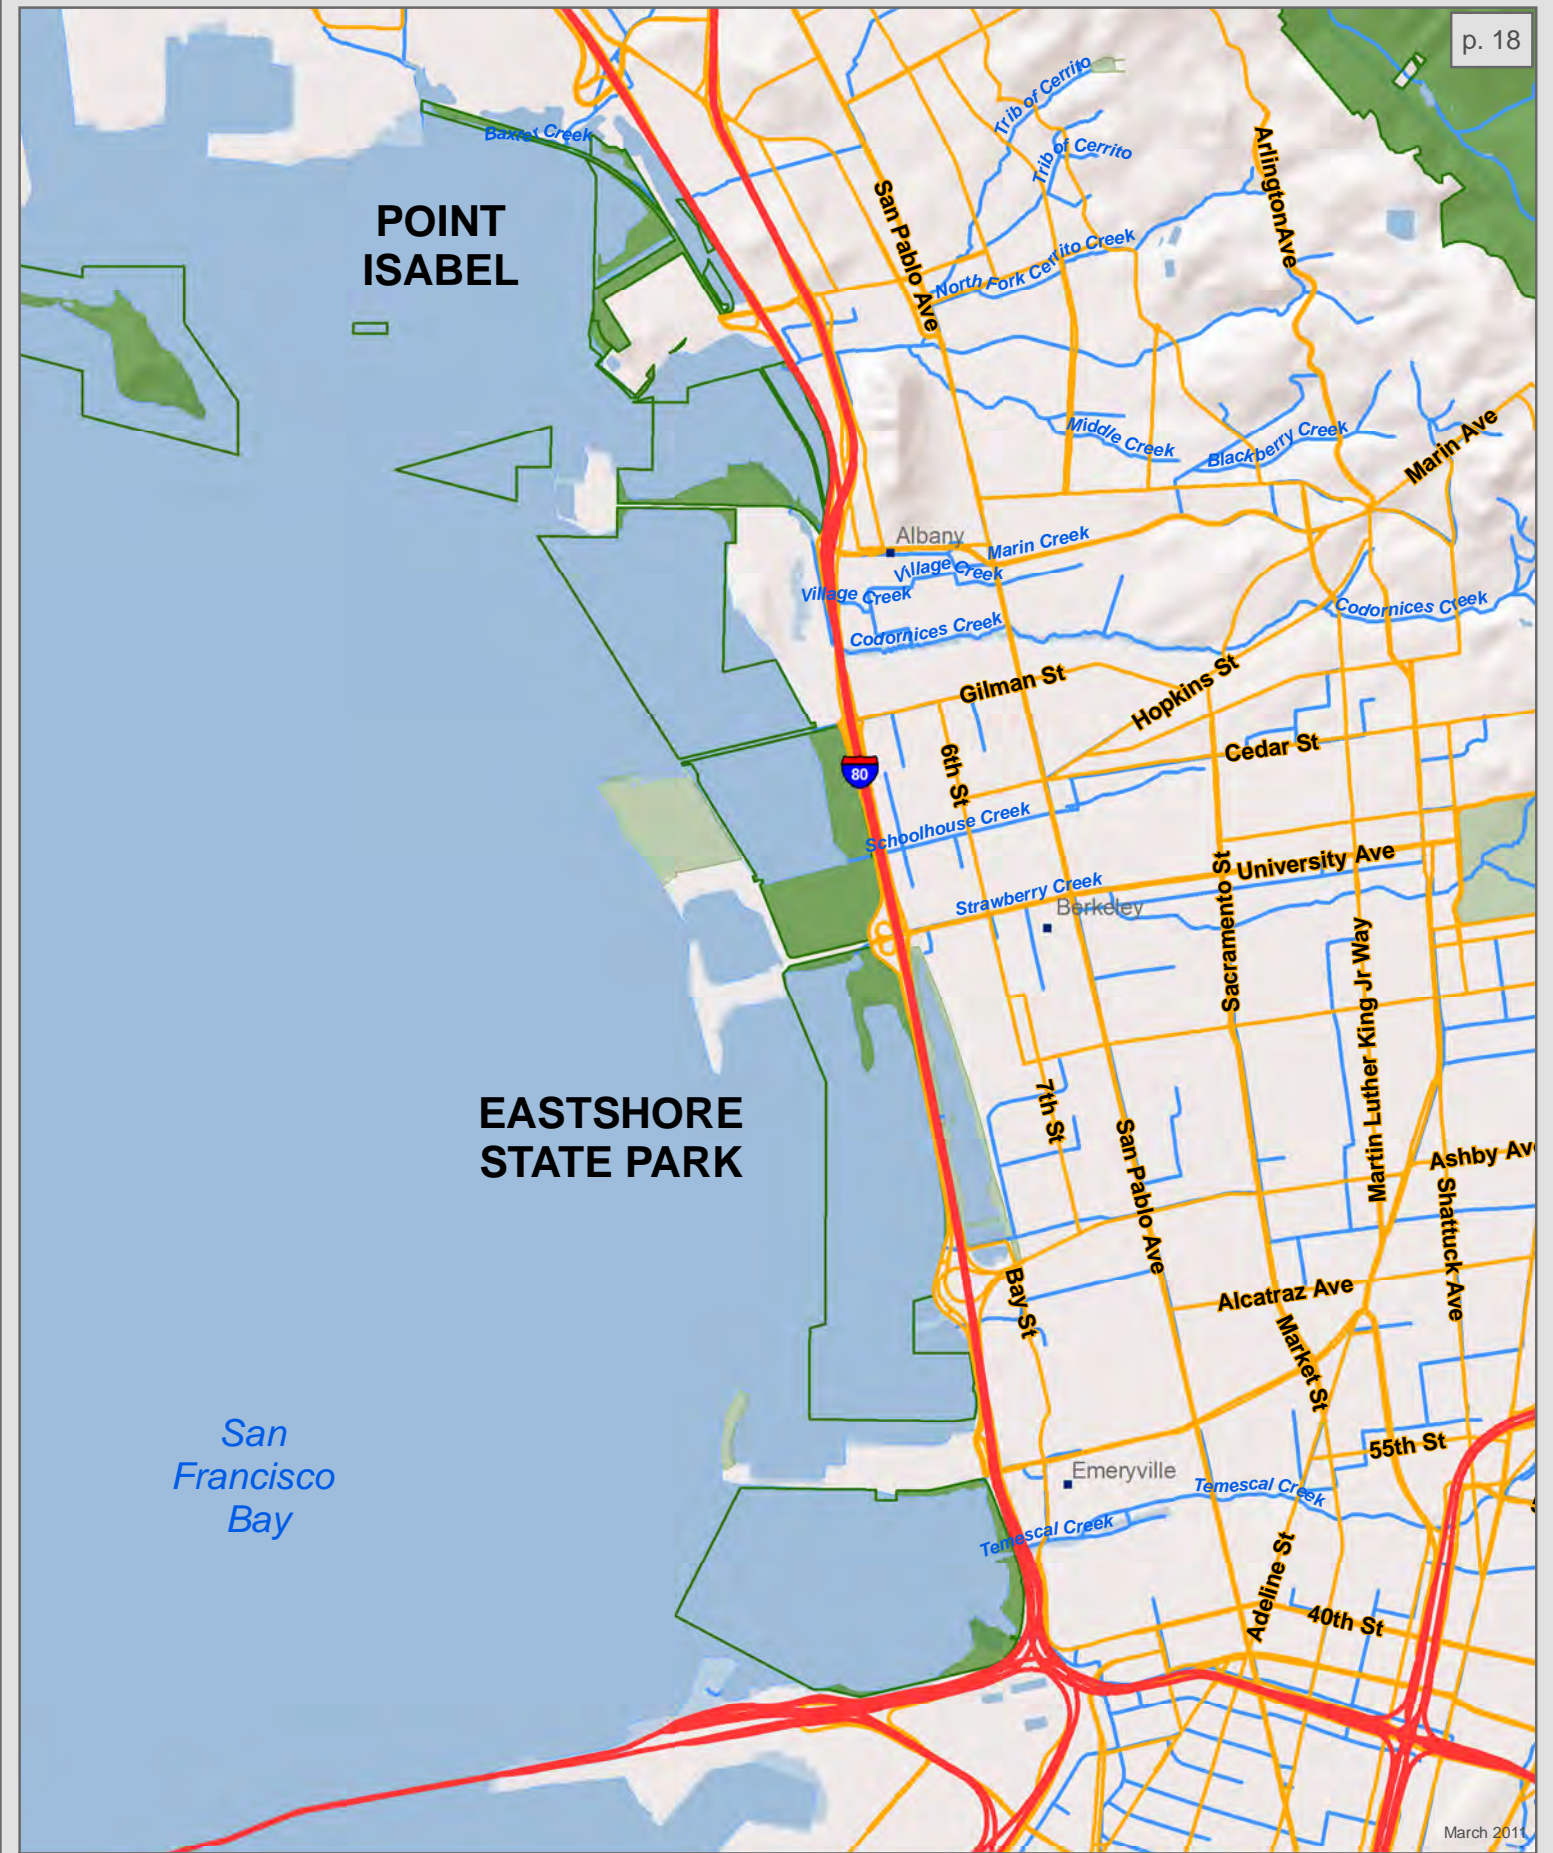 p. 18
Trib of Cerrito
Baxter Creek
Trib of Cerrito
Arlington Ave
POINT
ISABEL
San Pablo Ave
North Fork Cerrito Creek
Middle Creek
Blackberry Creek
Marin Ave
Albany
Marin Creek
Village Creek
Village Creek
Codornices Creek
Codornices Creek
Gilman St
Hopkins St
Cedar St
6th St
80
Schoolhouse Creek
University Ave
Strawberry Creek
Berkeley
Sacramento St
Martin Luther King Jr Way
EASTSHORE
STATE PARK
7th St
San Pablo Ave
Ashby Av
Shattuck Ave
Bay St
Alcatraz Ave
Market St
San
Francisco
Bay
55th St
Emeryville
Temescal Creek
Temescal Creek
Adeline St
40th St
March 2011